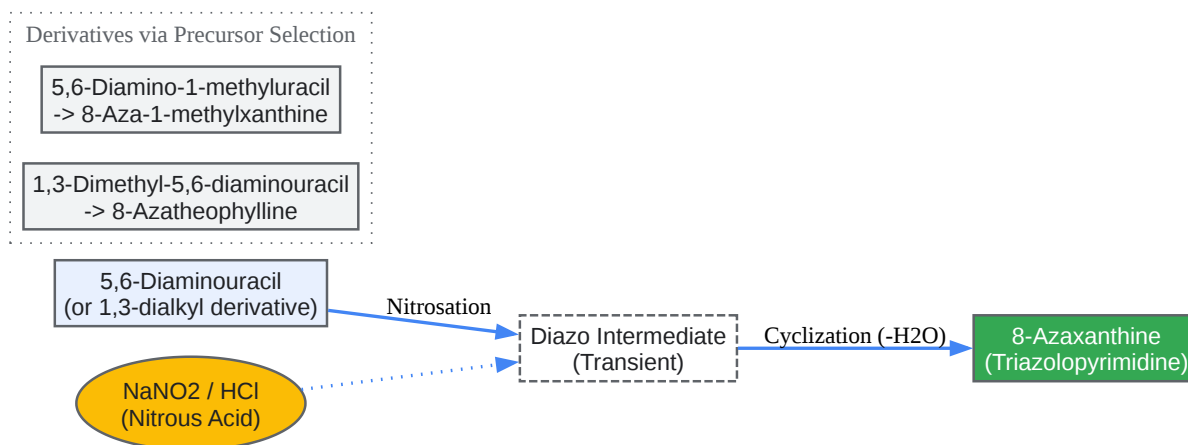 Derivatives via Precursor Selection
5,6-Diamino-1-methyluracil
-> 8-Aza-1-methylxanthine
1,3-Dimethyl-5,6-diaminouracil
-> 8-Azatheophylline
5,6-Diaminouracil
(or 1,3-dialkyl derivative)
Nitrosation
NaNO2 / HCl
(Nitrous Acid)
Diazo Intermediate
(Transient)
Cyclization (-H2O)
8-Azaxanthine
(Triazolopyrimidine)